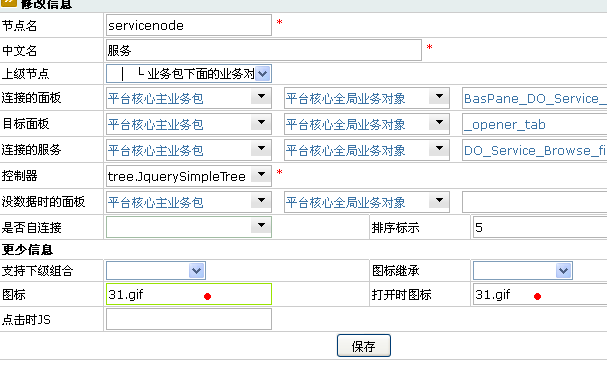 修改信息
节点名 servicenode *
中文名 服务 *
上级节点 │ └ 业务包下面的业务对
连接的面板 平台核心主业务包 平台核心全局业务对象 BasPane_DO_Service_
目标面板 平台核心主业务包 平台核心全局业务对象 _opener_tab
连接的服务 平台核心主业务包 平台核心全局业务对象 DO_Service_Browse_fi
控制器 tree.JquerySimpleTree *
没数据时的面板 平台核心主业务包 平台核心全局业务对象
是否自连接 排序标示 5
更少信息
支持下级组合 图标继承
图标 31.gif 打开时图标 31.gif
点击时JS
保存